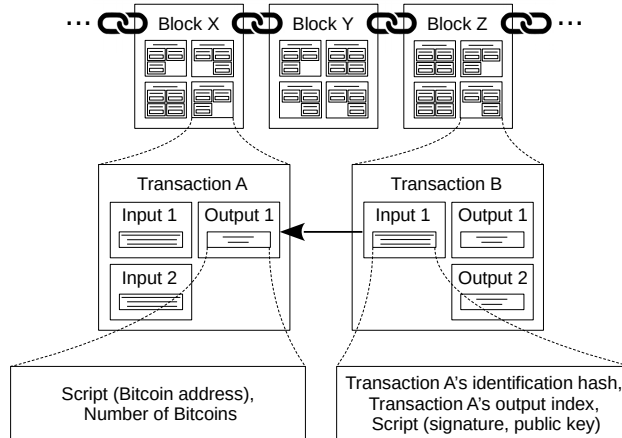 ... Block X Block Y Block Z ...
Transaction A
Input 1 Output 1
Input 2
Transaction B
Input 1 Output 1
Output 2
Script (Bitcoin address),
Number of Bitcoins
Transaction A's identification hash,
Transaction A's output index,
Script (signature, public key)